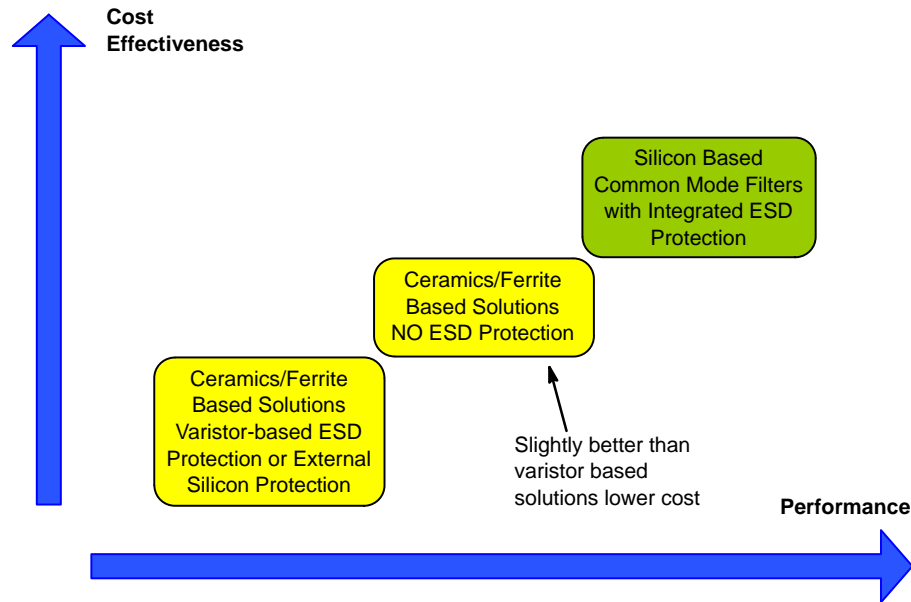 Cost
Effectiveness
Silicon Based
Common Mode Filters
with Integrated ESD
Protection
Ceramics/Ferrite
Based Solutions
NO ESD Protection
Ceramics/Ferrite
Based Solutions
Varistor-based ESD
Protection or External
Silicon Protection
Slightly better than
varistor based
solutions lower cost
Performance